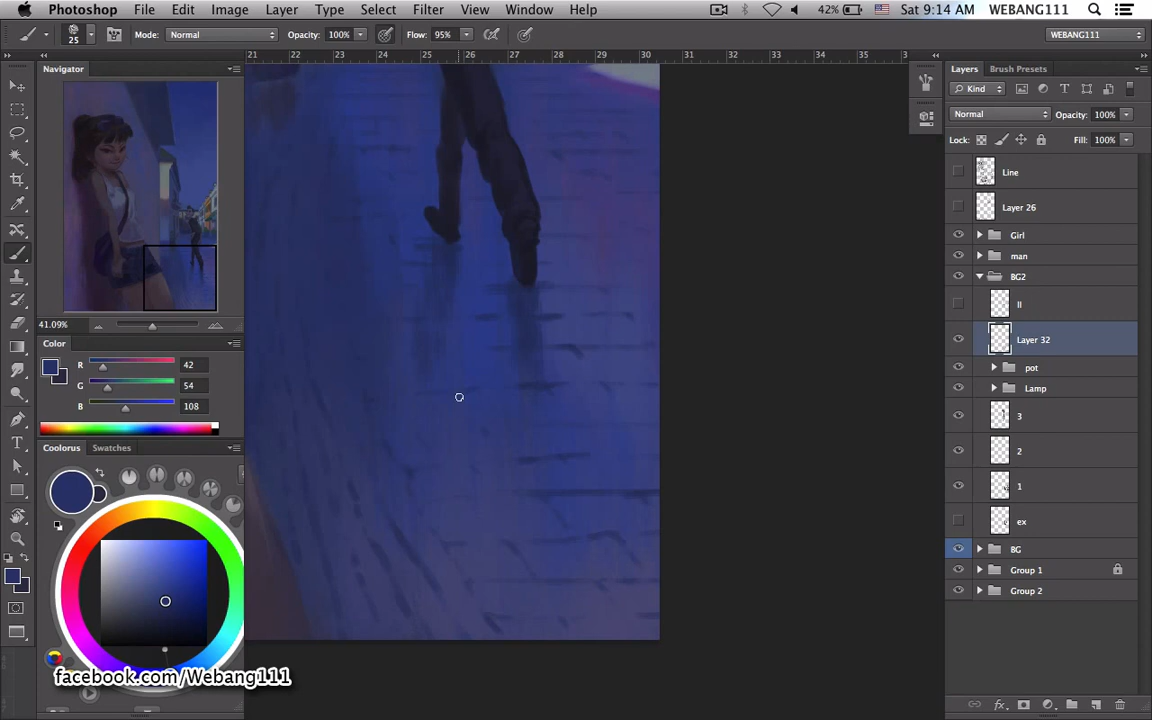 Photoshop File Edit Image Layer Type Select Filter View Window Help 42% Sat 9:14 AM WEBANG111
25 Mode: Normal Opacity: 100% Flow: 95% WEBANG111
21 22 23 24 25 26 27 28 29 30 31 32 33 34 35 3
Navigator
41.09%
Color
R 42
G 54
B 108
Colorus Swatches
facebook.com/Webang111
Layers Brush Presets
Kind
Normal Opacity: 100%
Lock: Fill: 100%
Line
Layer 26
Girl
man
BG2
ll
Layer 32
pot
Lamp
3
2
1
ex
BG
Group 1
Group 2
fx